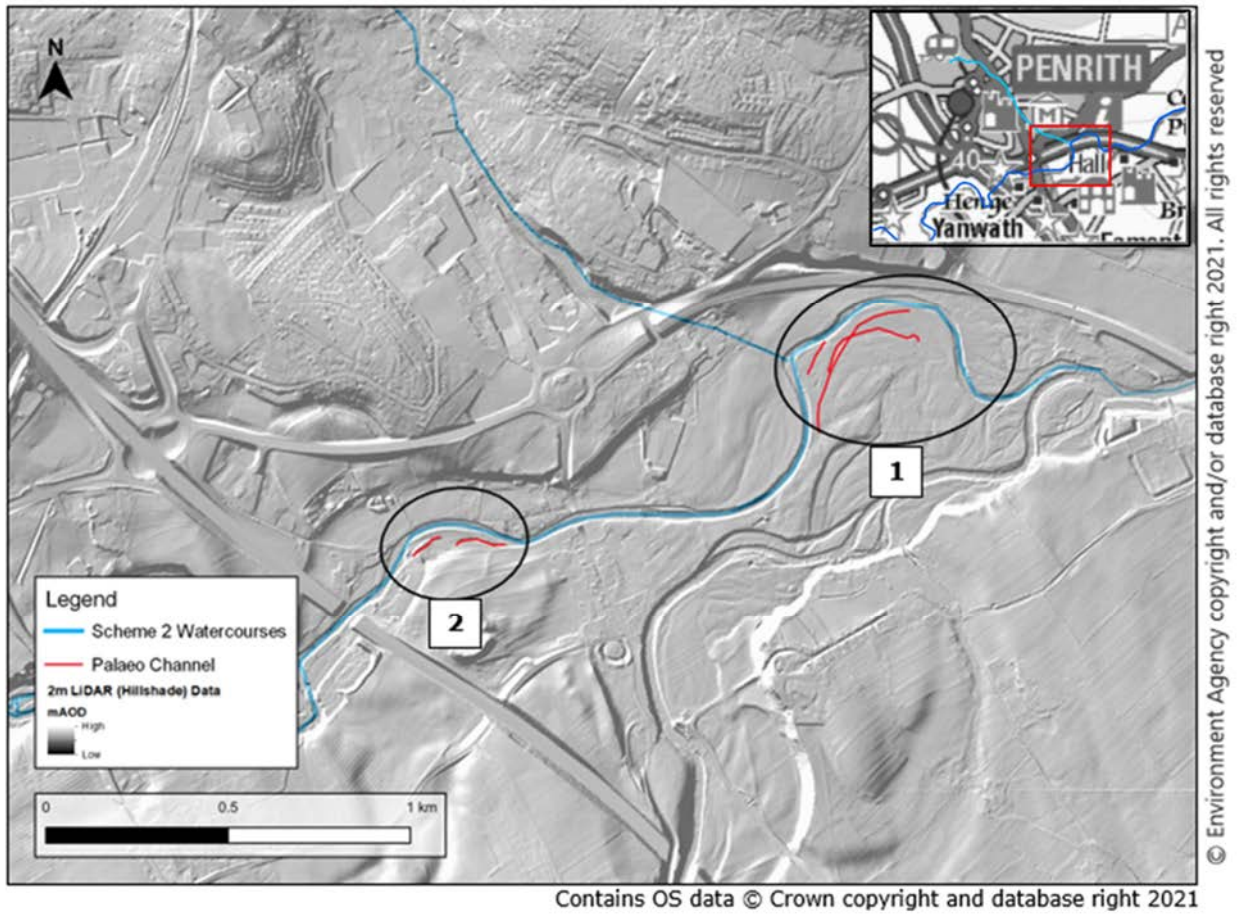 N
PENRITH
M
i
40
Hall
Henge
Yanwath
1
2
Legend
Scheme 2 Watercourses
Palaeo Channel
2m LiDAR (Hillshade) Data
mAOD
High
Low
0 0.5 1 km
© Environment Agency copyright and/or database right 2021. All rights reserved
Contains OS data © Crown copyright and database right 2021